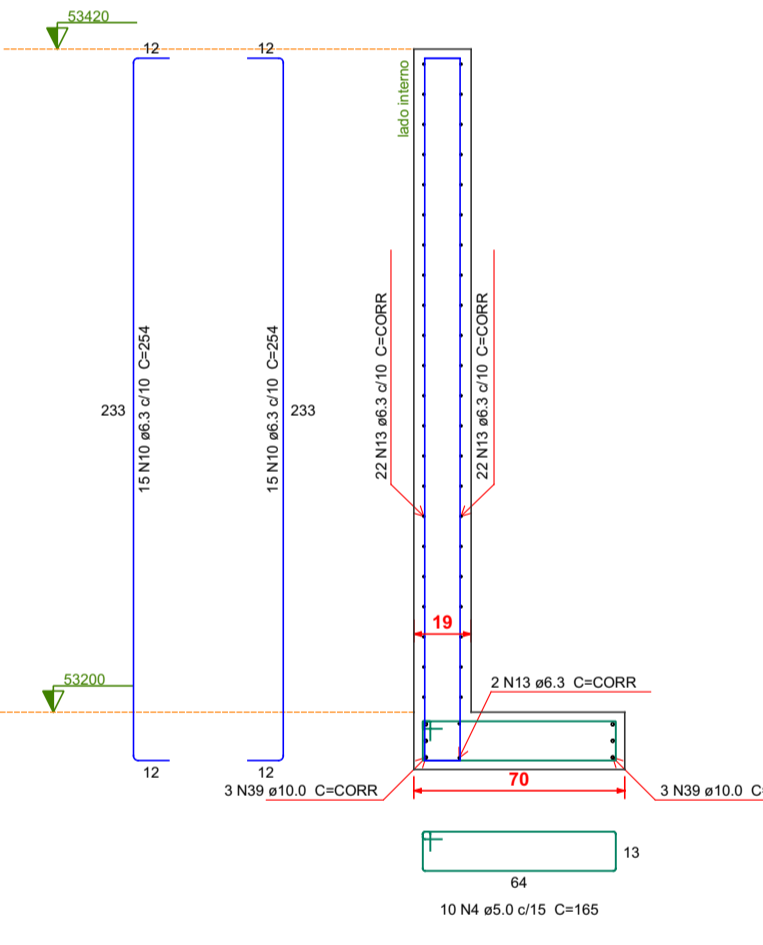 53420
12
12
lado interno
22 N13 ø6.3 c/10 C=CORR
22 N13 ø6.3 c/10 C=CORR
15 N10 ø6.3 c/10 C=254
15 N10 ø6.3 c/10 C=254
233
233
19
53200
2 N13 ø6.3 C=CORR
12
12
3 N39 ø10.0 C=CORR
70
3 N39 ø10.0 C=
13
64
10 N4 ø5.0 c/15 C=165